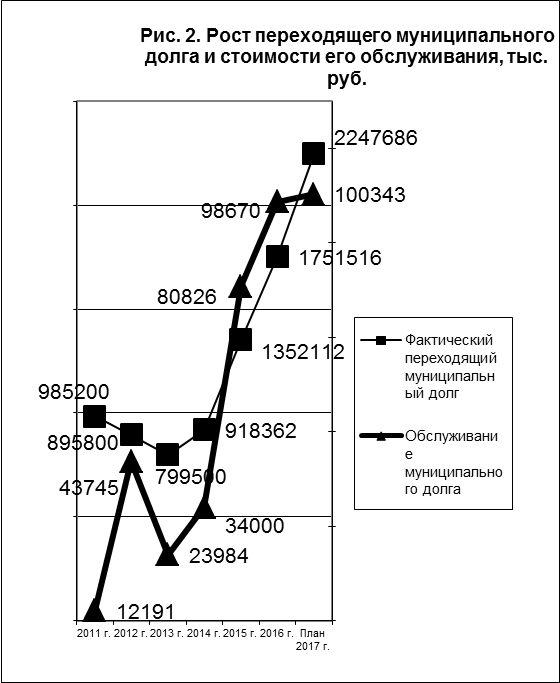 Рис. 2. Рост переходящего муниципального
долга и стоимости его обслуживания, тыс.
руб.
2247686
100343
98670
1751516
80826
1352112
985200
895800
918362
799500
43745
34000
23984
12191
2011 г. 2012 г. 2013 г. 2014 г. 2015 г. 2016 г. План
2017 г.
Фактический
переходящий
муниципальн
ый долг
Обслуживани
е
муниципально
го долга